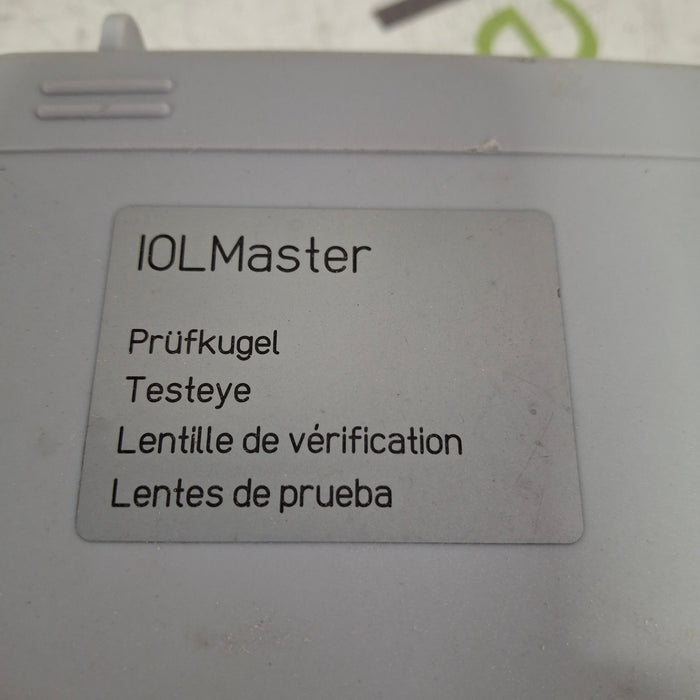 IOLMaster
Prüfkugel
Testeye
Lentille de vérification
Lentes de prueba